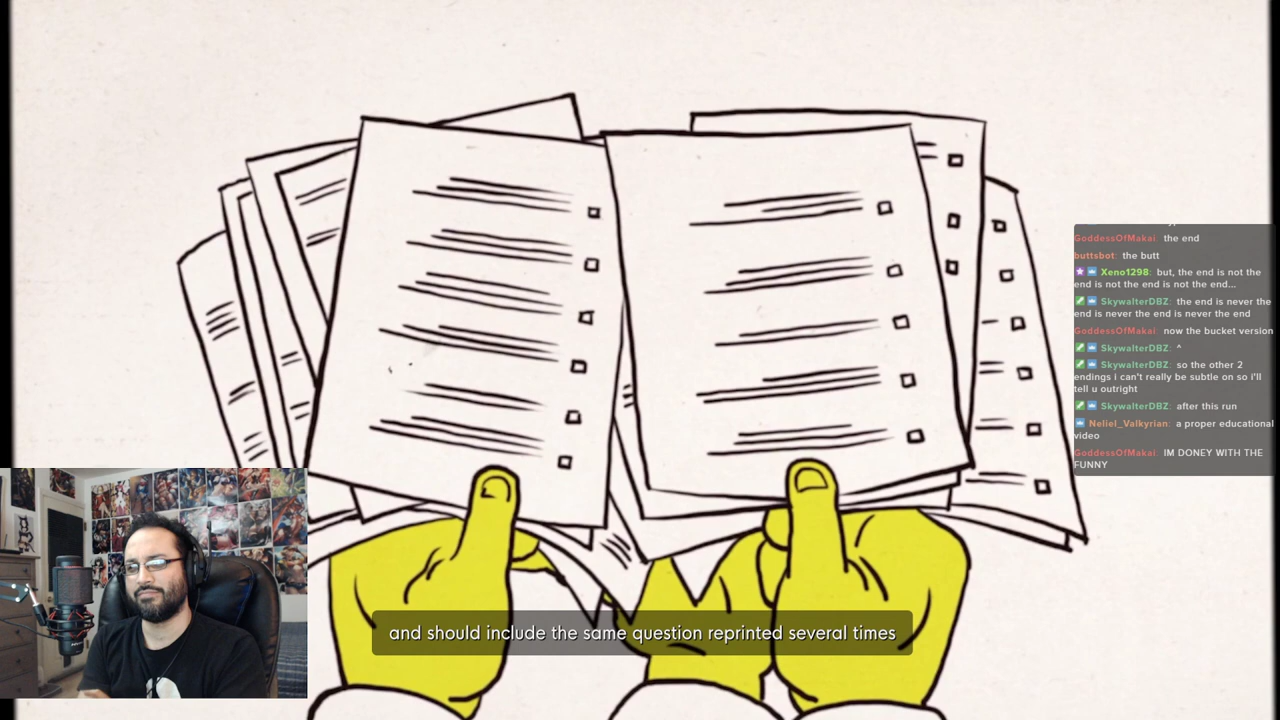 GoddessOfMakai: the end
buttsbot: the butt
Xeno1298: but, the end is not the
end is not the end is not the end...
SkywalterDBZ: the end is never the
end is never the end is never the end
GoddessOfMakai: now the bucket version
SkywalterDBZ: ^
SkywalterDBZ: so the other 2
endings i can't really be subtle on so i'll
tell u outright
SkywalterDBZ: after this run
Neliel_Valkyrian: a proper educational
video
GoddessOfMakai: IM DONEY WITH THE
FUNNY
and should include the same question reprinted several times